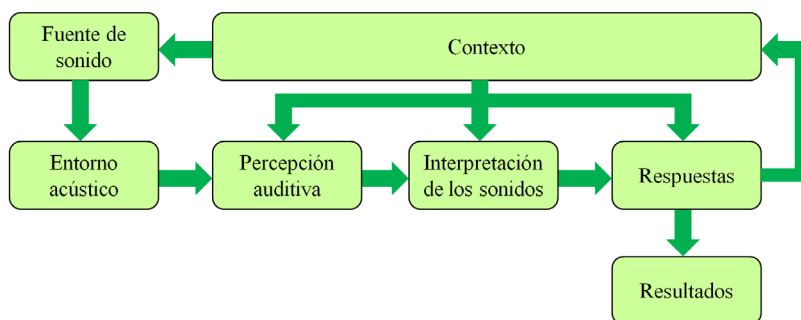 Fuente de
sonido
Contexto
Entorno
acústico
Percepción
auditiva
Interpretación
de los sonidos
Respuestas
Resultados